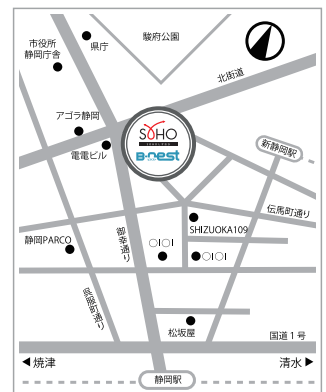 駿府公園
市役所
静岡庁舎
県庁
北街道
アゴラ静岡
電電ビル
SOHO
B-nest
新静岡駅
伝馬町通り
SHIZUOKA109
御幸通り
静岡PARCO
○I○I
○I○I
呉服町通り
松坂屋
国道1号
◀焼津
清水▶
静岡駅